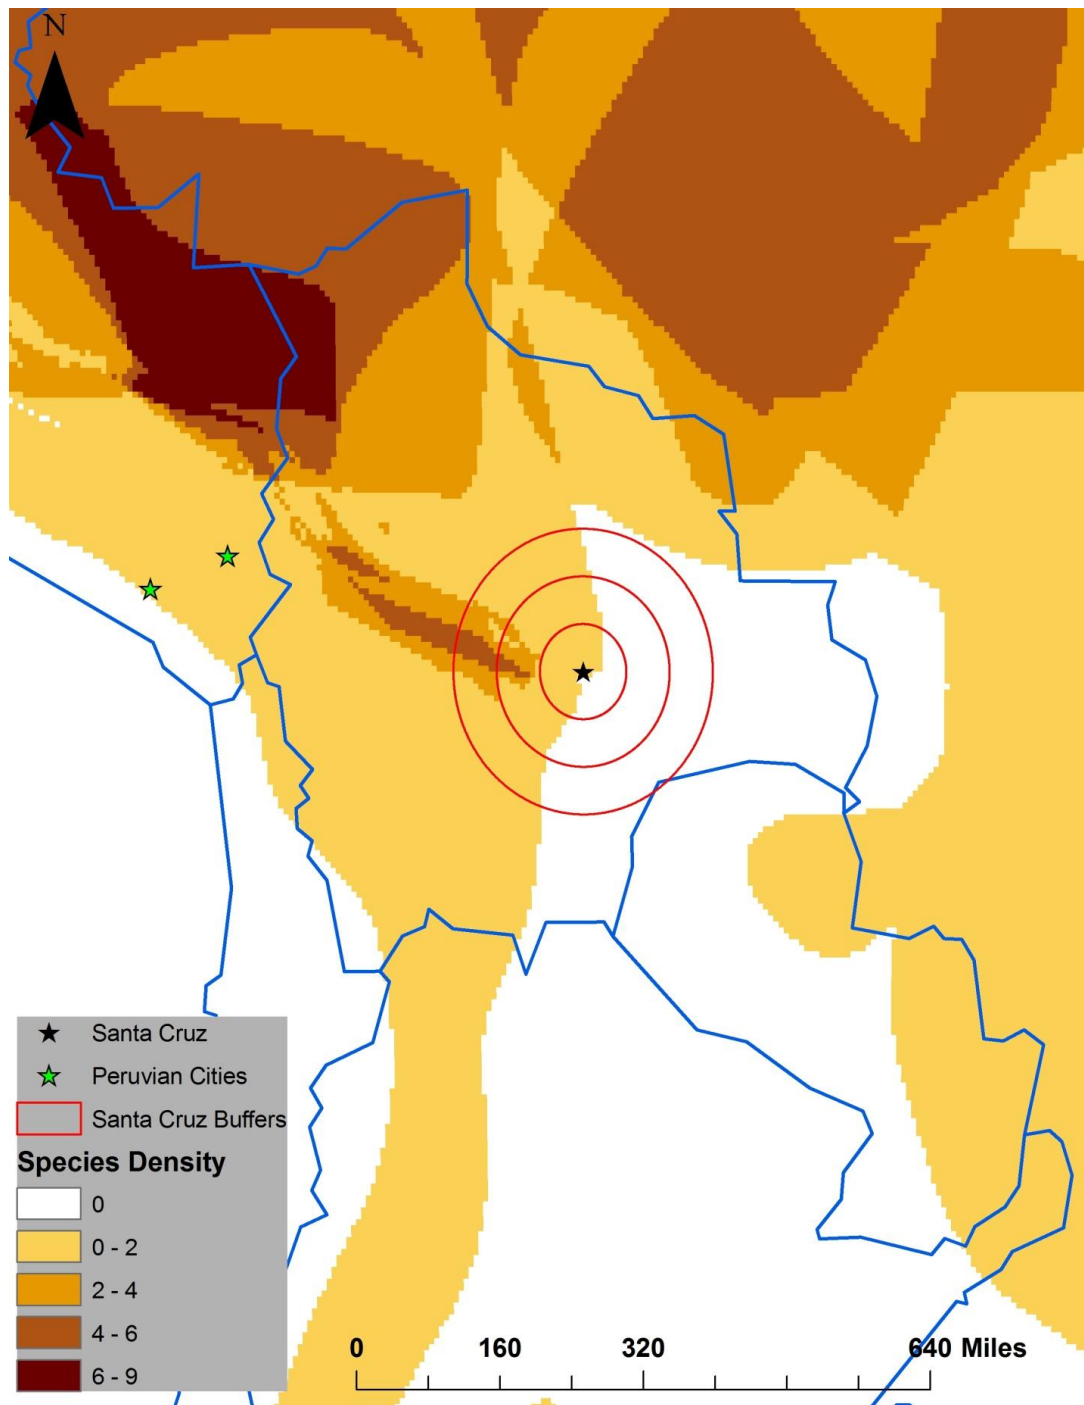 N
Santa Cruz
Peruvian Cities
Santa Cruz Buffers
Species Density
0
0 - 2
2 - 4
4 - 6
6 - 9
0 160 320 640 Miles